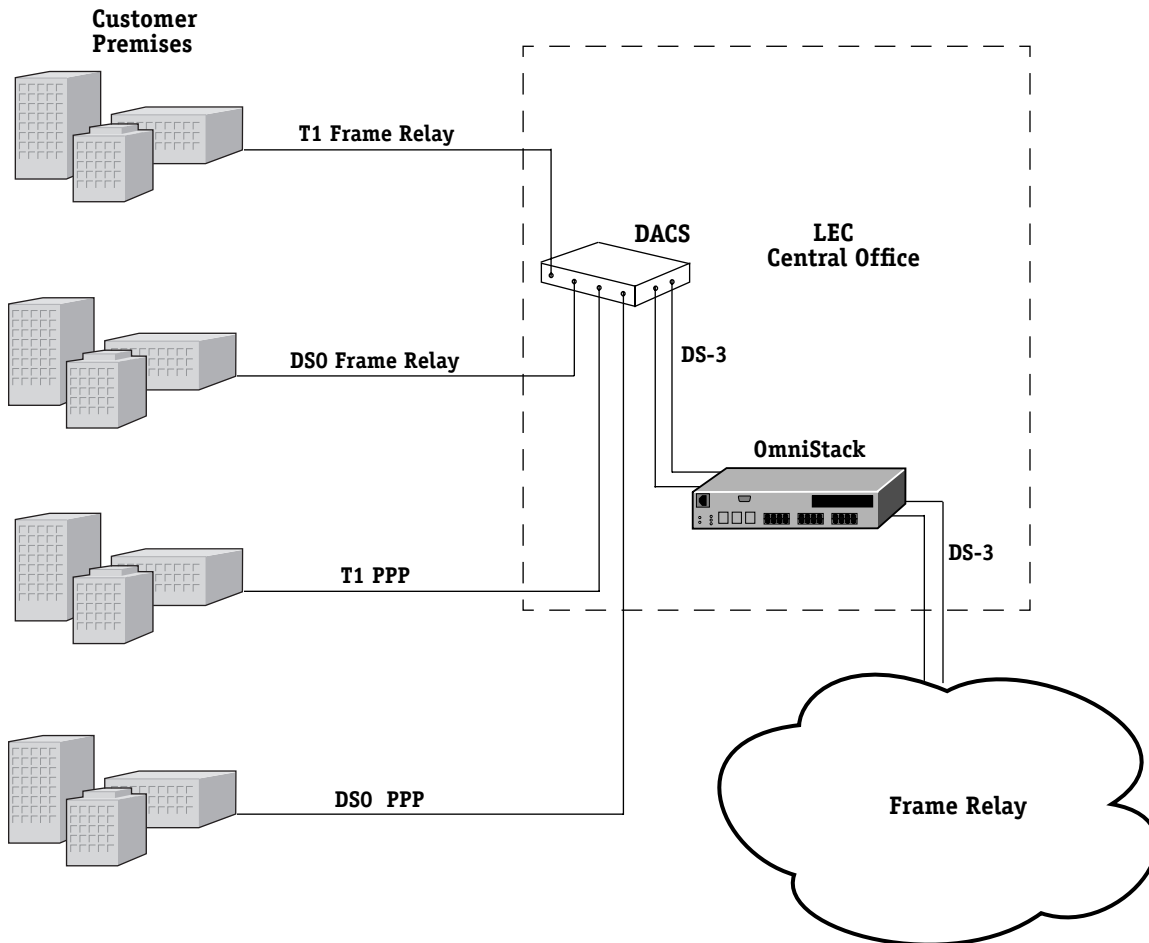 Customer
Premises
T1 Frame Relay
DACS
LEC
Central Office
DS0 Frame Relay
DS-3
OmniStack
DS-3
T1 PPP
DS0 PPP
Frame Relay